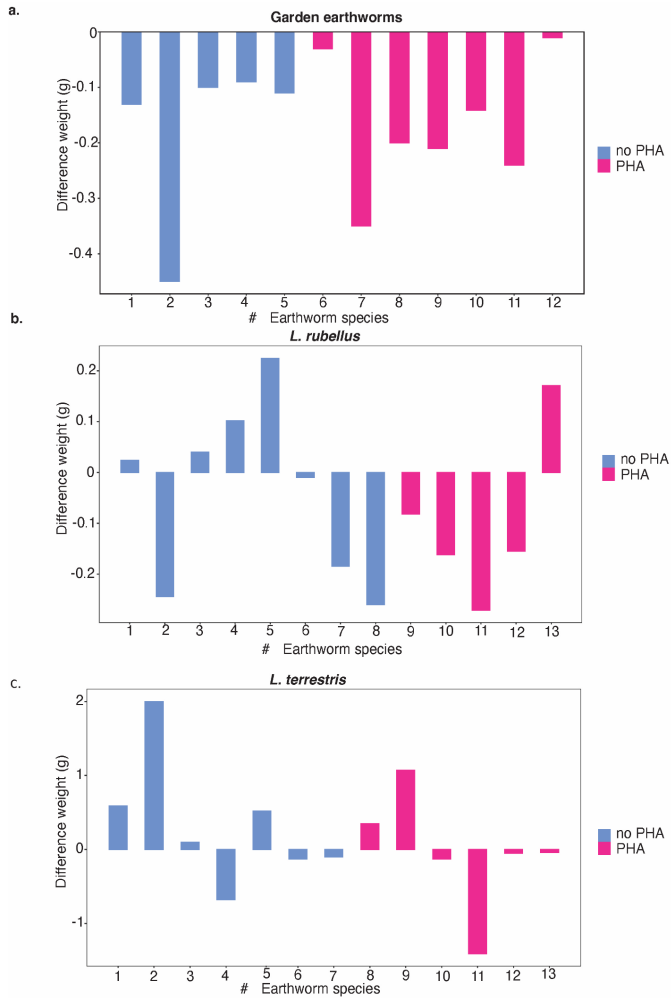 a.
Garden earthworms
Difference weight (g)
0
-0.1
-0.2
-0.3
-0.4
1 2 3 4 5 6 7 8 9 10 11 12
# Earthworm species
no PHA
PHA
b.
L. rubellus
Difference weight (g)
0.2
0.1
0
-0.1
-0.2
1 2 3 4 5 6 7 8 9 10 11 12 13
# Earthworm species
no PHA
PHA
c.
L. terrestris
Difference weight (g)
2
1
0
-1
1 2 3 4 5 6 7 8 9 10 11 12 13
# Earthworm species
no PHA
PHA